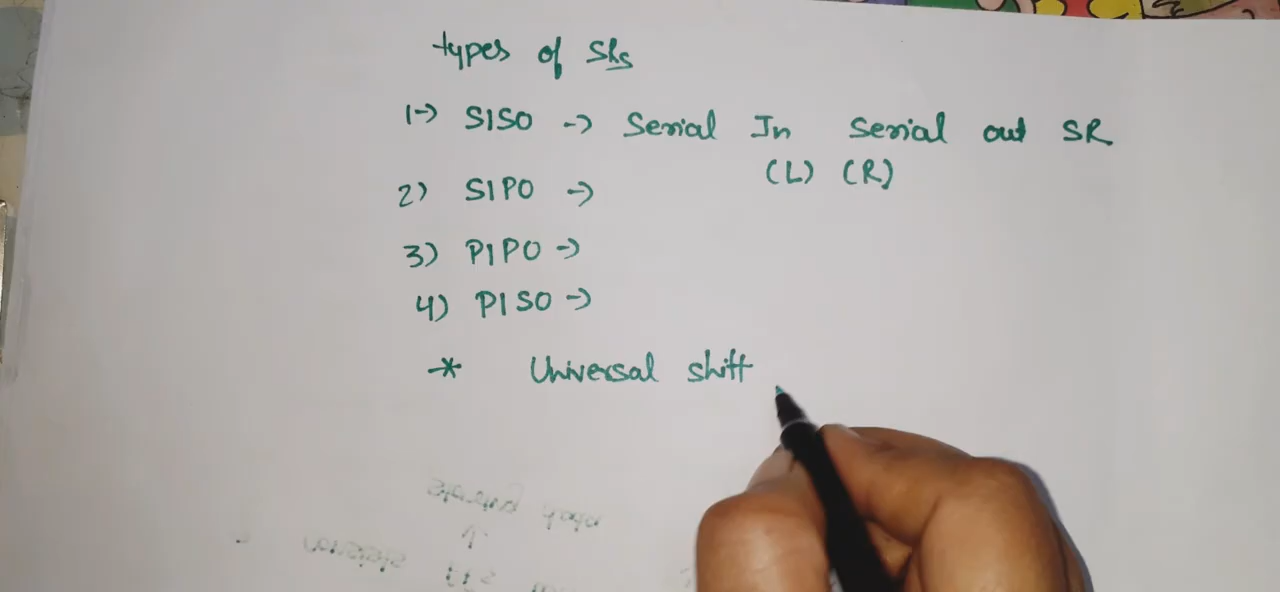 types of SRs
1-> SISO -> Serial In Serial out SR
(L) (R)
2) SIPO ->
3) PIPO ->
4) PISO ->
* Universal shift